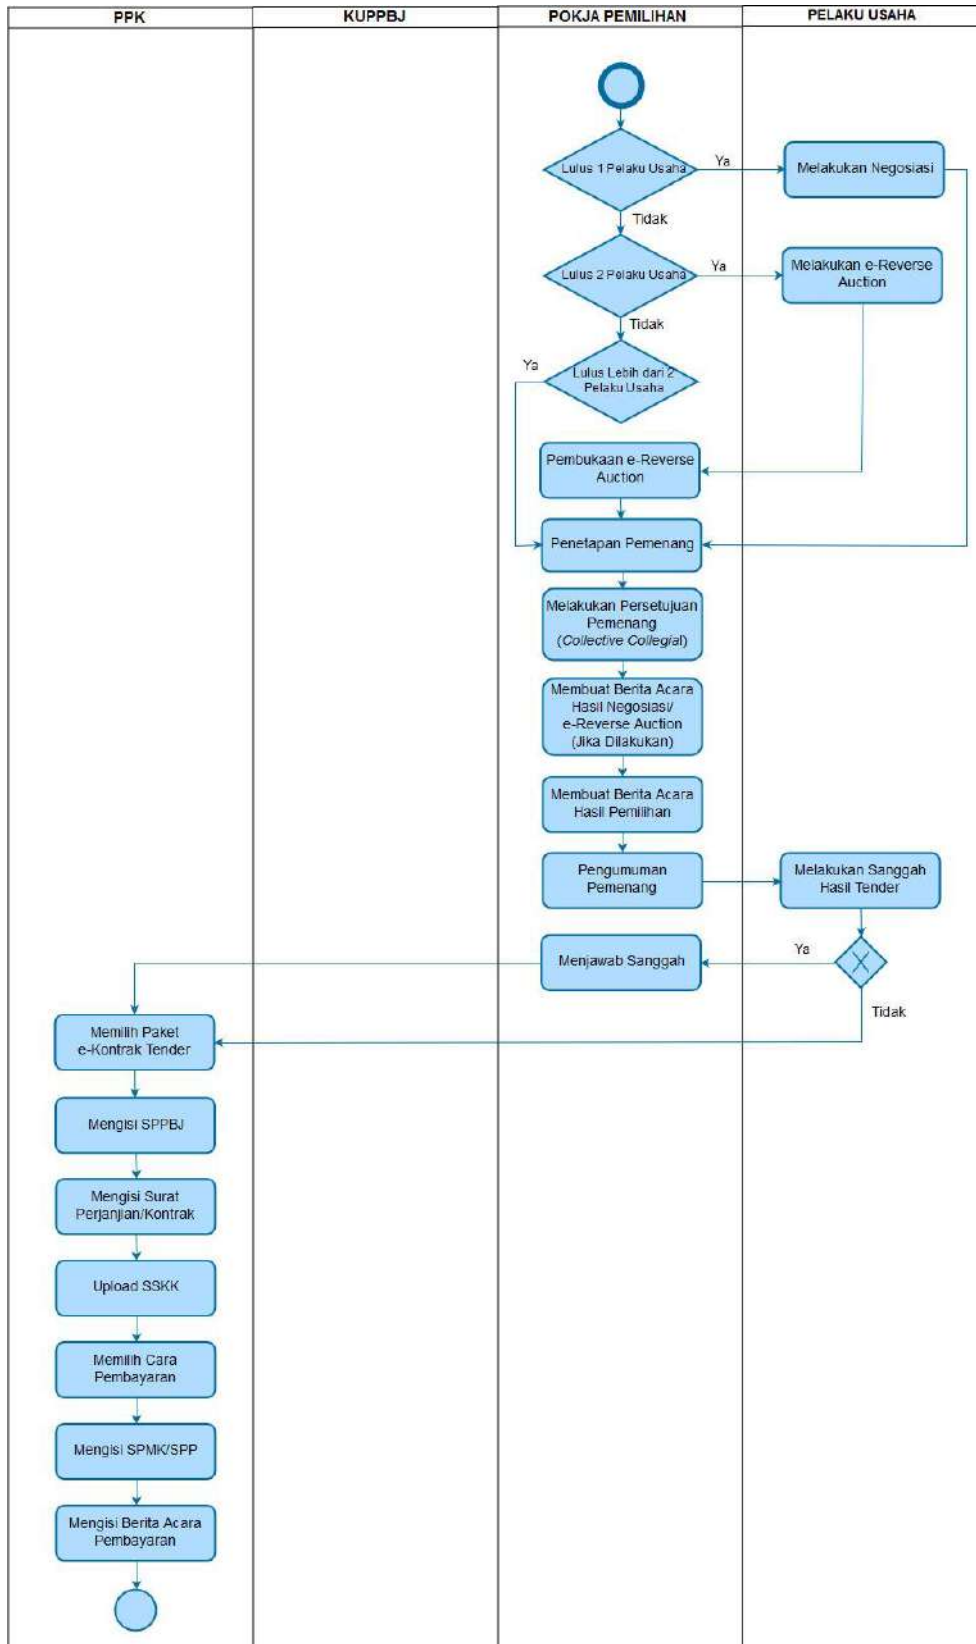 PPK
KUPPBJ
POKJA PEMILIHAN
PELAKU USAHA
Lulus 1 Pelaku Usaha
Ya
Melakukan Negosiasi
Tidak
Lulus 2 Pelaku Usaha
Ya
Melakukan e-Reverse
Auction
Tidak
Ya
Lulus Lebih dari 2
Pelaku Usaha
Pembukaan e-Reverse
Auction
Penetapan Pemenang
Melakukan Persetujuan
Pemenang
(Collective Collegial)
Membuat Berita Acara
Hasil Negosiasi/
e-Reverse Auction
(Jika Dilakukan)
Membuat Berita Acara
Hasil Pemilihan
Pengumuman
Pemenang
Melakukan Sanggah
Hasil Tender
Menjawab Sanggah
Ya
X
Tidak
Memilih Paket
e-Kontrak Tender
Mengisi SPPBJ
Mengisi Surat
Perjanjian/Kontrak
Upload SSKK
Memilih Cara
Pembayaran
Mengisi SPMK/SPP
Mengisi Berita Acara
Pembayaran